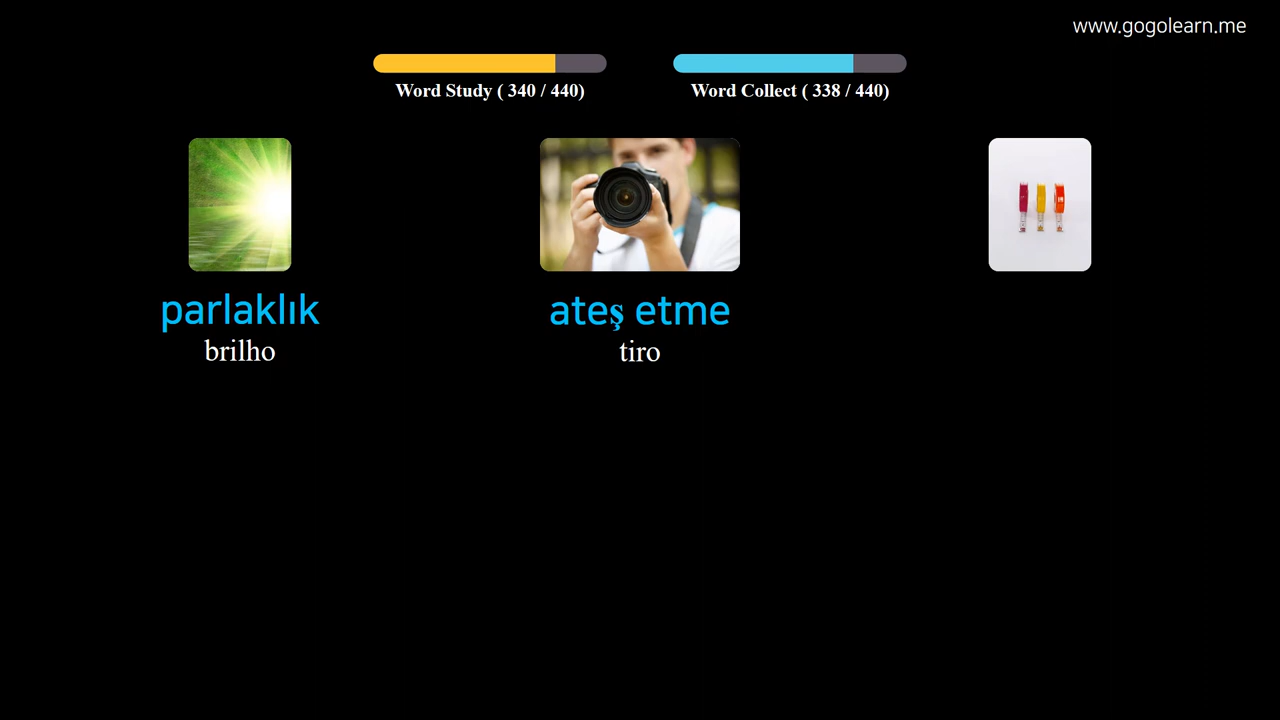 www.gogolearn.me
Word Study ( 340 / 440)
Word Collect ( 338 / 440)
parlaklık
brilho
ateş etme
tiro